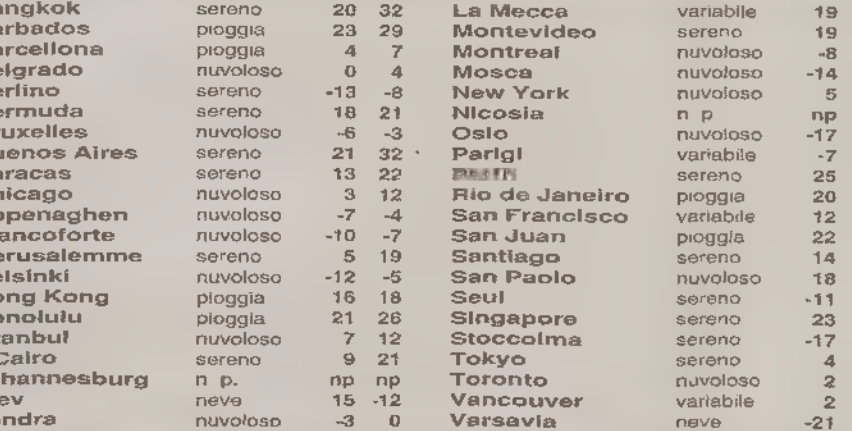 angkok sereno 20 32
arbados pioggia 23 29
arcellona pioggia 4 7
elgrado nuvoloso 0 4
erlino sereno -13 -8
ermuda sereno 18 21
ruxelles nuvoloso -6 -3
uenos Aires sereno 21 32
aracas sereno 13 22
hicago nuvoloso 3 12
openaghen nuvoloso -7 -4
ancoforte nuvoloso -10 -7
erusalemme sereno 5 19
elsinki nuvoloso -12 -5
ong Kong pioggia 16 18
onolulu pioggia 21 26
tanbul nuvoloso 7 12
Cairo sereno 9 21
hannesburg n p. np np
ev neve 15 -12
ondra nuvoloso -3 0
La Mecca variabile 19
Montevideo sereno 19
Montreal nuvoloso -8
Mosca nuvoloso -14
New York nuvoloso 5
Nicosia n p np
Oslo nuvoloso -17
Parigi variabile -7
sereno 25
Rio de Janeiro pioggia 20
San Francisco variabile 12
San Juan pioggia 22
Santiago sereno 14
San Paolo nuvoloso 18
Seul sereno -11
Singapore sereno 23
Stoccolma sereno -17
Tokyo sereno 4
Toronto nuvoloso 2
Vancouver variabile 2
Varsavia neve -21